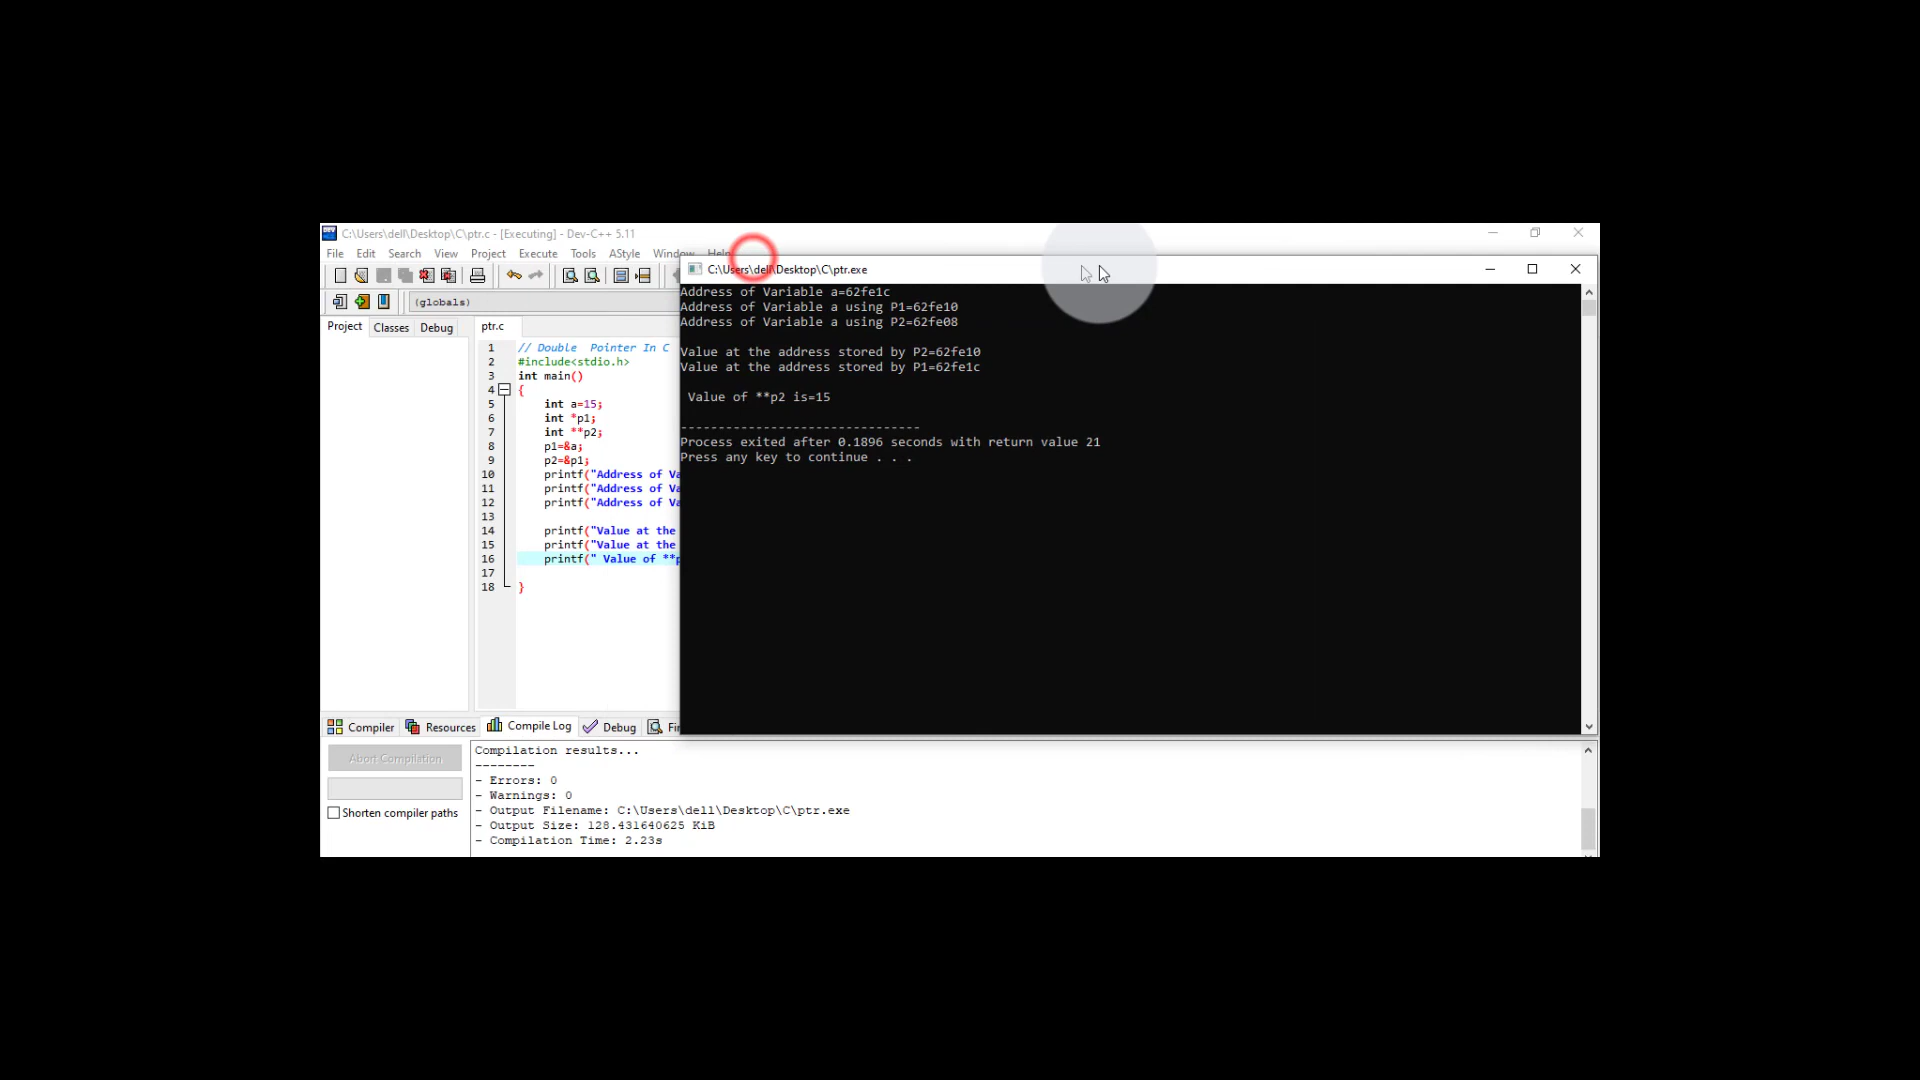 C:\Users\dell\Desktop\C\ptr.c - [Executing] - Dev-C++ 5.11
File Edit Search View Project Execute Tools AStyle Window Help
C:\Users\dell\Desktop\C\ptr.exe
(globals)
Project Classes Debug
ptr.c
1 // Double  Pointer In C
2 #include<stdio.h>
3 int main()
4 {
5 int a=15;
6 int *p1;
7 int **p2;
8 p1=&a;
9 p2=&p1;
10 printf("Address of Va
11 printf("Address of Va
12 printf("Address of Va
13
14 printf("Value at the
15 printf("Value at the
16 printf(" Value of **p
17
18 }
Address of Variable a=62fe1c
Address of Variable a using P1=62fe10
Address of Variable a using P2=62fe08
Value at the address stored by P2=62fe10
Value at the address stored by P1=62fe1c
Value of **p2 is=15
--------------------------------
Process exited after 0.1896 seconds with return value 21
Press any key to continue . . .
Compiler Resources Compile Log Debug
Abort Compilation
Shorten compiler paths
Compilation results...
--------
- Errors: 0
- Warnings: 0
- Output Filename: C:\Users\dell\Desktop\C\ptr.exe
- Output Size: 128.431640625 KiB
- Compilation Time: 2.23s